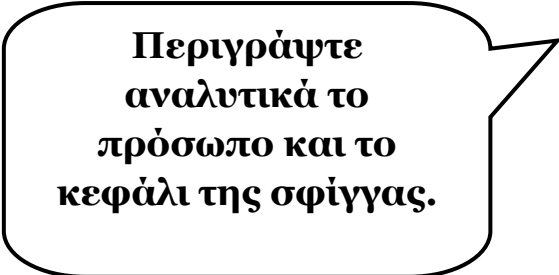 Περιγράψτε
αναλυτικά το
πρόσωπο και το
κεφάλι της σφίγγας.